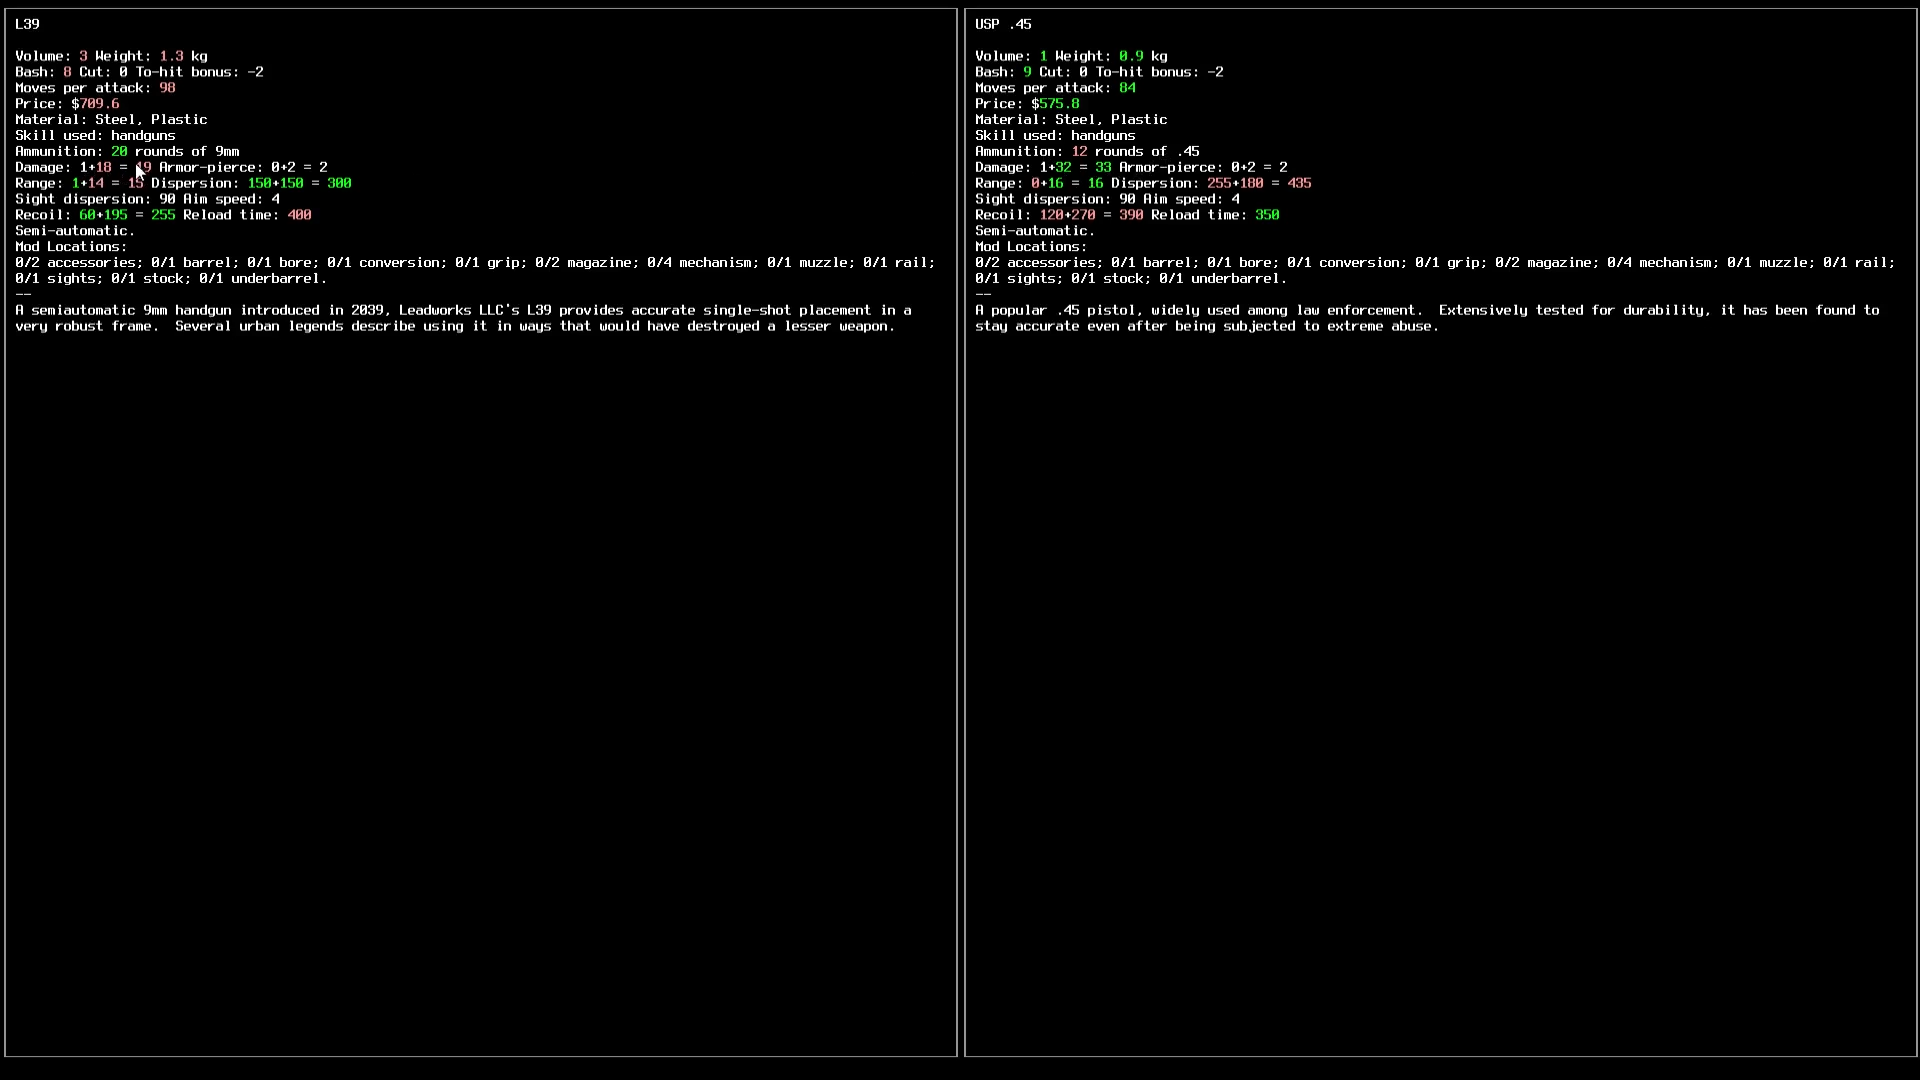 L39
Volume: 3 Weight: 1.3 kg
Bash: 8 Cut: 0 To-hit bonus: -2
Moves per attack: 98
Price: $709.6
Material: Steel, Plastic
Skill used: handguns
Ammunition: 20 rounds of 9mm
Damage: 1+18 = 19 Armor-pierce: 0+2 = 2
Range: 1+14 = 15 Dispersion: 150+150 = 300
Sight dispersion: 90 Aim speed: 4
Recoil: 60+195 = 255 Reload time: 400
Semi-automatic.
Mod Locations:
0/2 accessories; 0/1 barrel; 0/1 bore; 0/1 conversion; 0/1 grip; 0/2 magazine; 0/4 mechanism; 0/1 muzzle; 0/1 rail;
0/1 sights; 0/1 stock; 0/1 underbarrel.
--
A semiautomatic 9mm handgun introduced in 2039, Leadworks LLC's L39 provides accurate single-shot placement in a
very robust frame.  Several urban legends describe using it in ways that would have destroyed a lesser weapon.
USP .45
Volume: 1 Weight: 0.9 kg
Bash: 9 Cut: 0 To-hit bonus: -2
Moves per attack: 84
Price: $575.8
Material: Steel, Plastic
Skill used: handguns
Ammunition: 12 rounds of .45
Damage: 1+32 = 33 Armor-pierce: 0+2 = 2
Range: 0+16 = 16 Dispersion: 255+180 = 435
Sight dispersion: 90 Aim speed: 4
Recoil: 120+270 = 390 Reload time: 350
Semi-automatic.
Mod Locations:
0/2 accessories; 0/1 barrel; 0/1 bore; 0/1 conversion; 0/1 grip; 0/2 magazine; 0/4 mechanism; 0/1 muzzle; 0/1 rail;
0/1 sights; 0/1 stock; 0/1 underbarrel.
--
A popular .45 pistol, widely used among law enforcement.  Extensively tested for durability, it has been found to
stay accurate even after being subjected to extreme abuse.